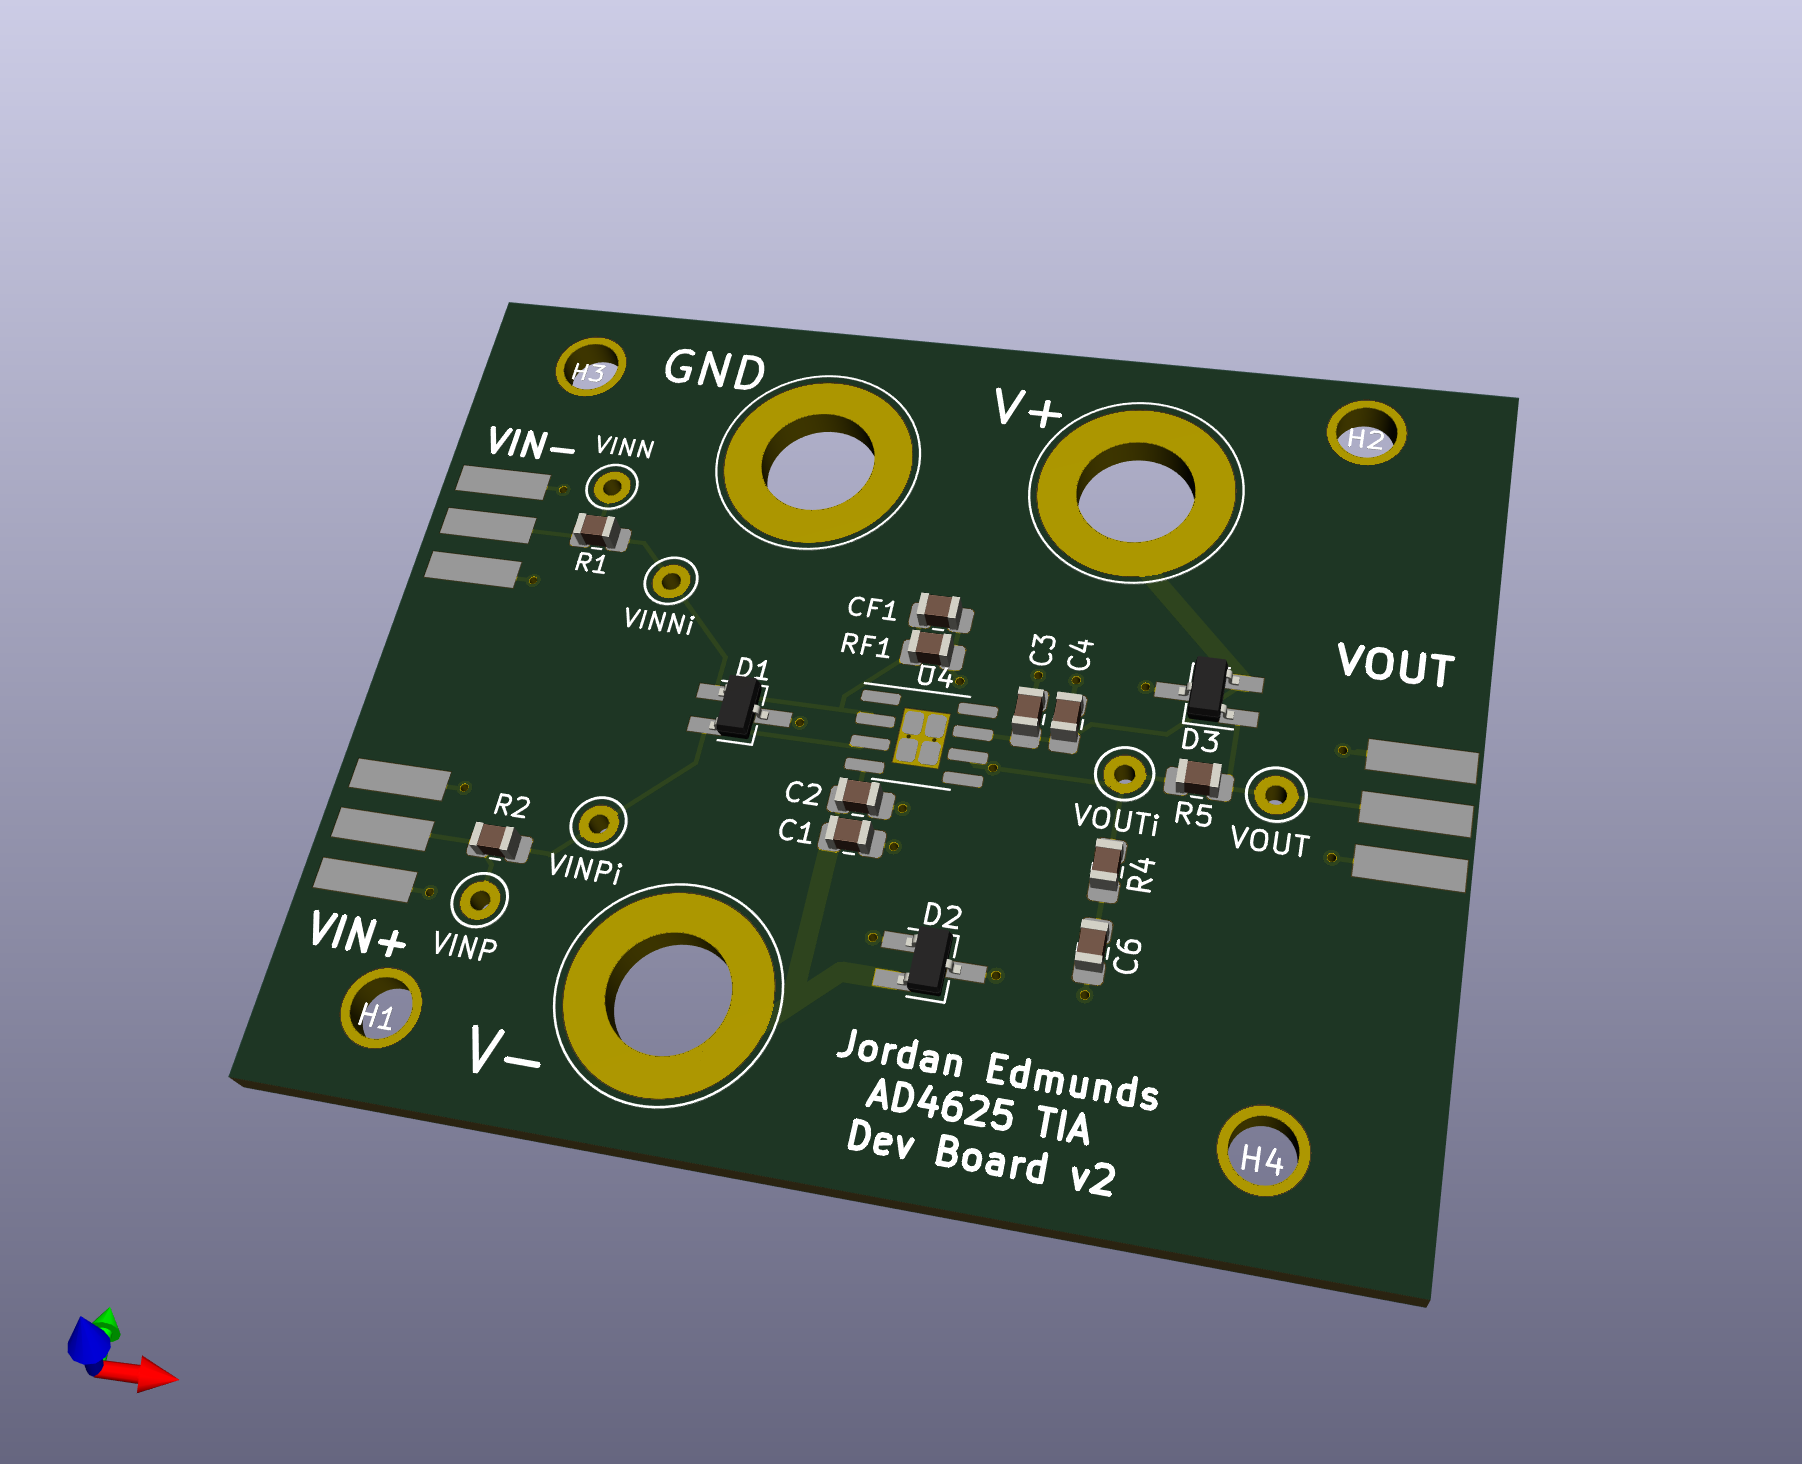 H3
GND
V+
H2
VIN-
VINN
R1
VINNi
CF1
RF1
U4
C3
C4
D1
VOUT
D3
C2
C1
VOUTi
R5
VOUT
R2
VINPi
R4
VIN+
VINP
D2
C6
H1
V-
Jordan Edmunds
AD4625 TIA
Dev Board v2
H4